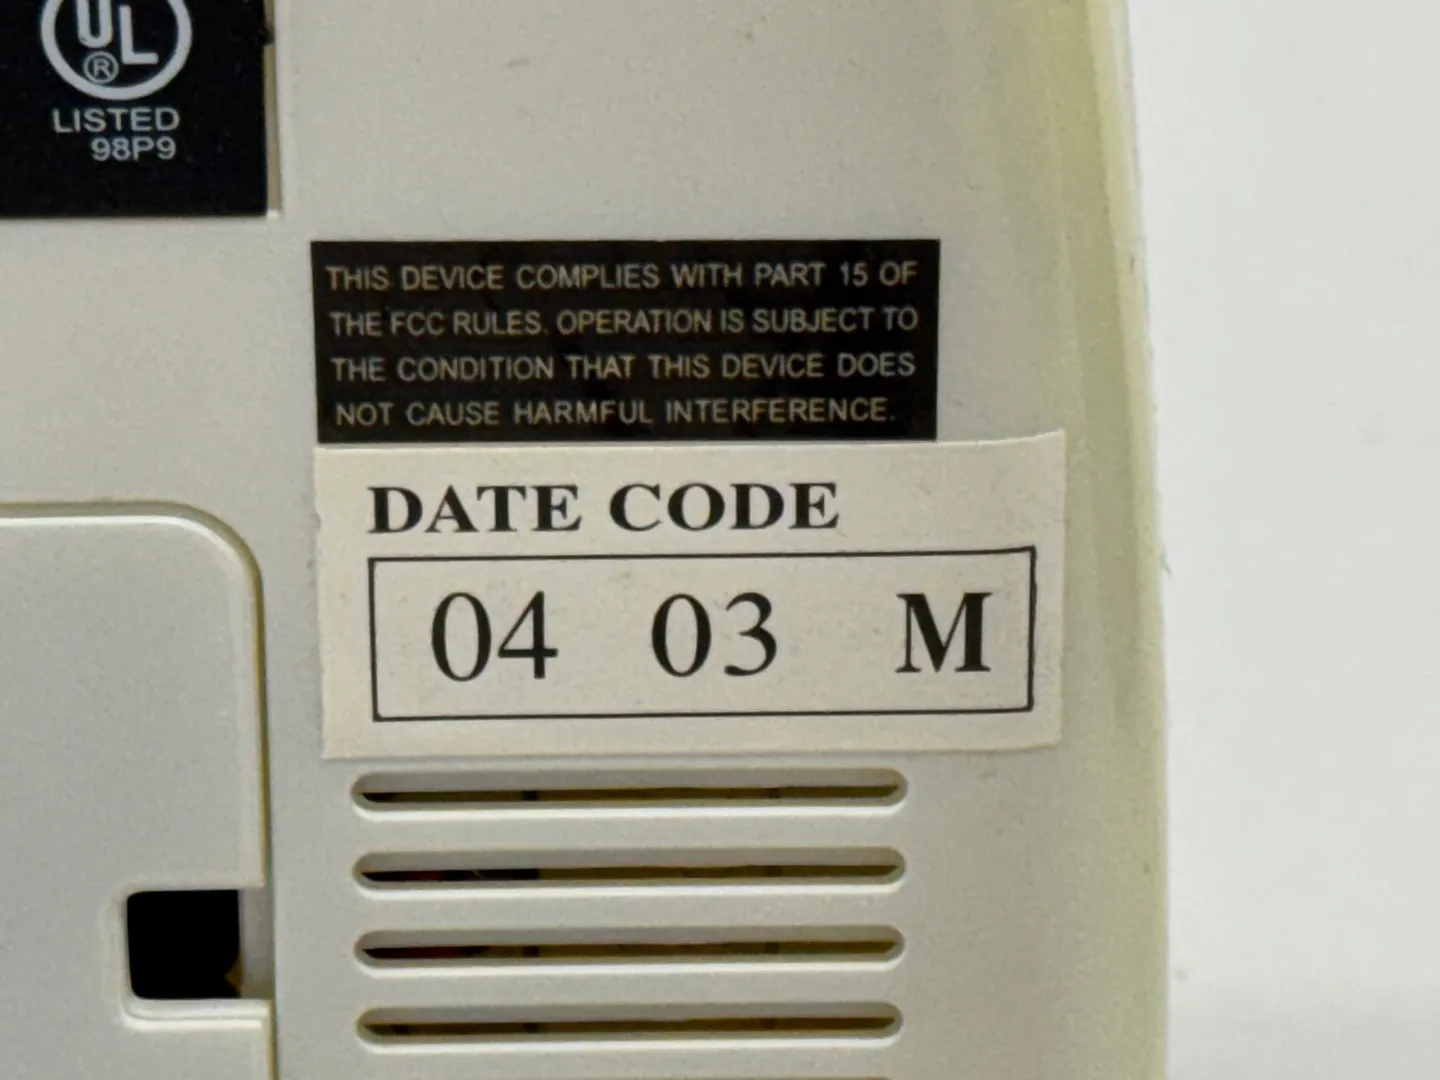 UL
®
LISTED
98P9
THIS DEVICE COMPLIES WITH PART 15 OF
THE FCC RULES. OPERATION IS SUBJECT TO
THE CONDITION THAT THIS DEVICE DOES
NOT CAUSE HARMFUL INTERFERENCE.
DATE CODE
04 03 M